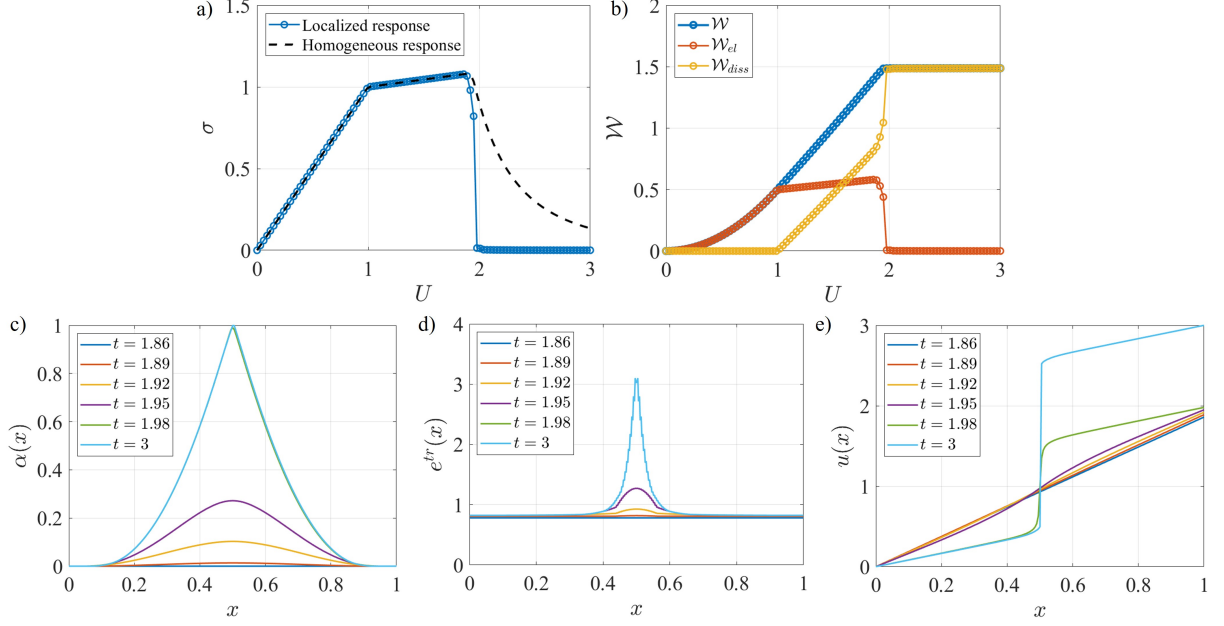 a)
1.5
1
0.5
0
0
1
2
3
σ
U
Localized response
Homogeneous response
b)
2
1.5
1
0.5
0
0
1
2
3
𝒲
U
𝒲
𝒲el
𝒲diss
c)
1
0.8
0.6
0.4
0.2
0
0
0.2
0.4
0.6
0.8
1
α(x)
x
t = 1.86
t = 1.89
t = 1.92
t = 1.95
t = 1.98
t = 3
d)
4
3
2
1
0
0
0.2
0.4
0.6
0.8
1
e^{tr}(x)
x
t = 1.86
t = 1.89
t = 1.92
t = 1.95
t = 1.98
t = 3
e)
3
2
1
0
0
0.2
0.4
0.6
0.8
1
u(x)
x
t = 1.86
t = 1.89
t = 1.92
t = 1.95
t = 1.98
t = 3